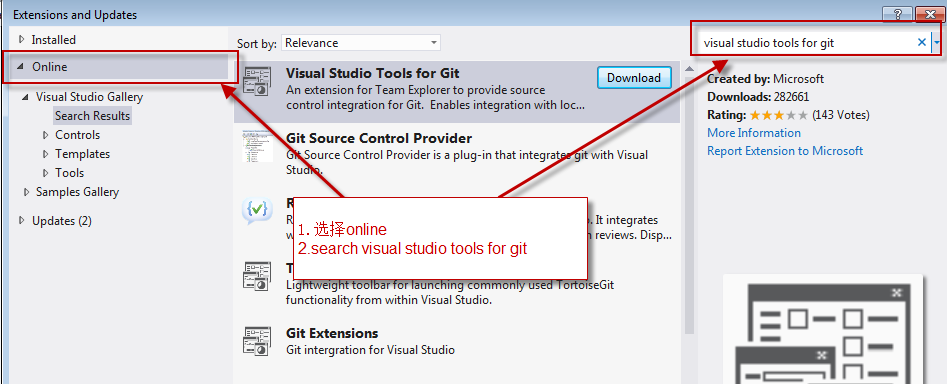 Extensions and Updates
Installed
Online
Visual Studio Gallery
Search Results
Controls
Templates
Tools
Samples Gallery
Updates (2)
Sort by: Relevance
Visual Studio Tools for Git
Download
An extension for Team Explorer to provide source
control integration for Git. Enables integration with loc...
Git Source Control Provider
Git Source Control Provider is a plug-in that integrates git with Visual
Studio.
R
. It integrates
n reviews. Disp...
1. 选择online
2.search visual studio tools for git
T
Lightweight toolbar for launching commonly used TortoiseGit
functionality from within Visual Studio.
Git Extensions
Git intergration for Visual Studio
visual studio tools for git
Created by: Microsoft
Downloads: 282661
Rating: (143 Votes)
More Information
Report Extension to Microsoft